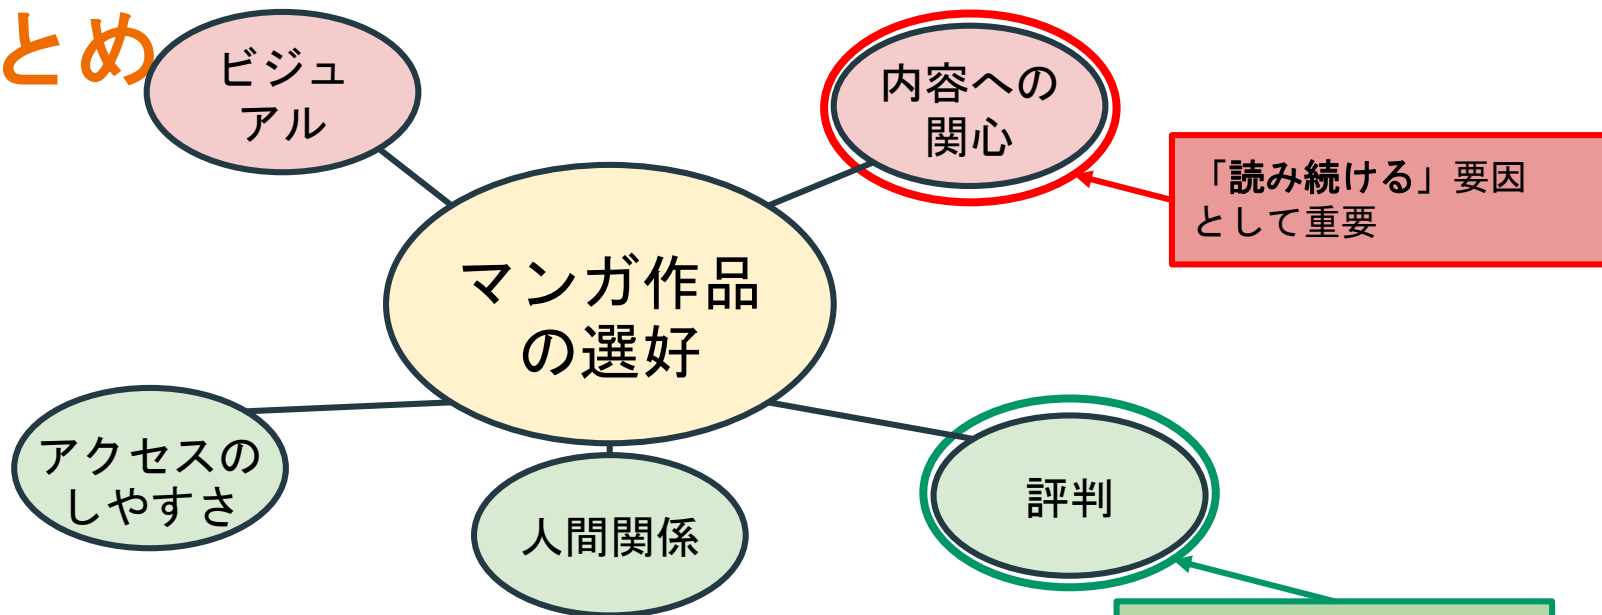 とめ
ビジュ
アル
内容への
関心
「読み続ける」要因
として重要
マンガ作品
の選好
アクセスの
しやすさ
人間関係
評判